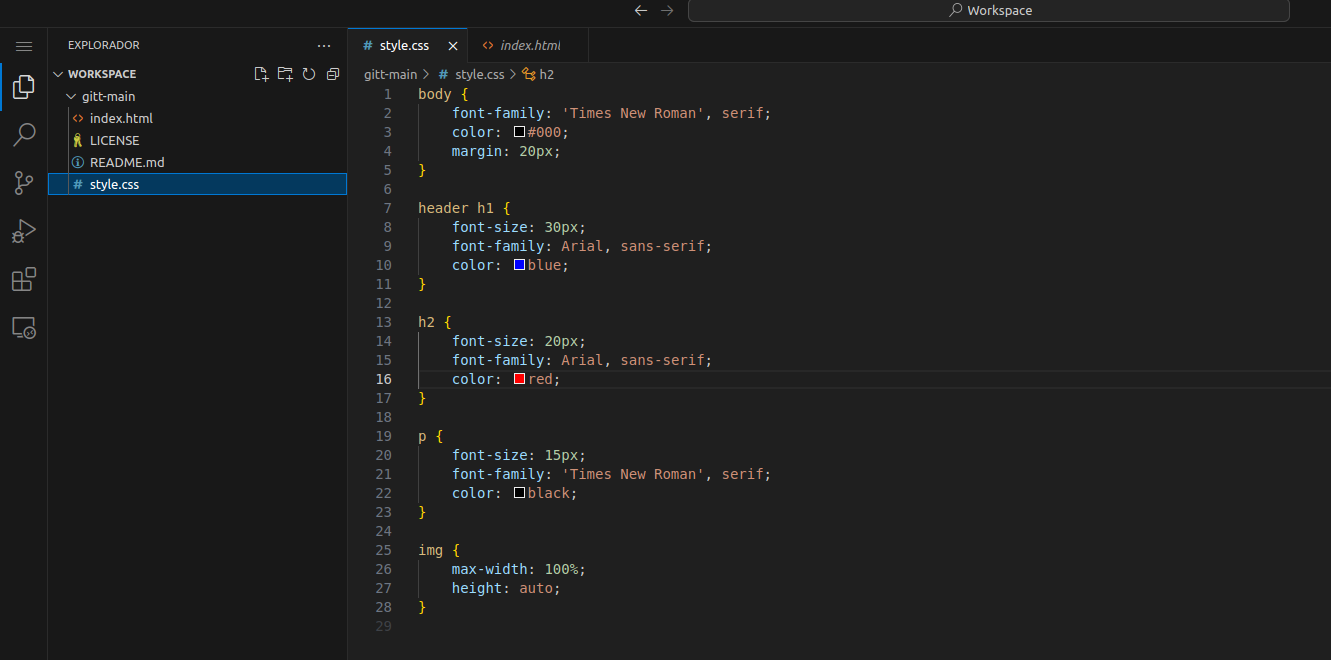 Workspace
EXPLORADOR
WORKSPACE
gitt-main
index.html
LICENSE
README.md
style.css
style.css
index.html
gitt-main > style.css > h2
1 body {
2 font-family: 'Times New Roman', serif;
3 color: #000;
4 margin: 20px;
5 }
6
7 header h1 {
8 font-size: 30px;
9 font-family: Arial, sans-serif;
10 color: blue;
11 }
12
13 h2 {
14 font-size: 20px;
15 font-family: Arial, sans-serif;
16 color: red;
17 }
18
19 p {
20 font-size: 15px;
21 font-family: 'Times New Roman', serif;
22 color: black;
23 }
24
25 img {
26 max-width: 100%;
27 height: auto;
28 }
29